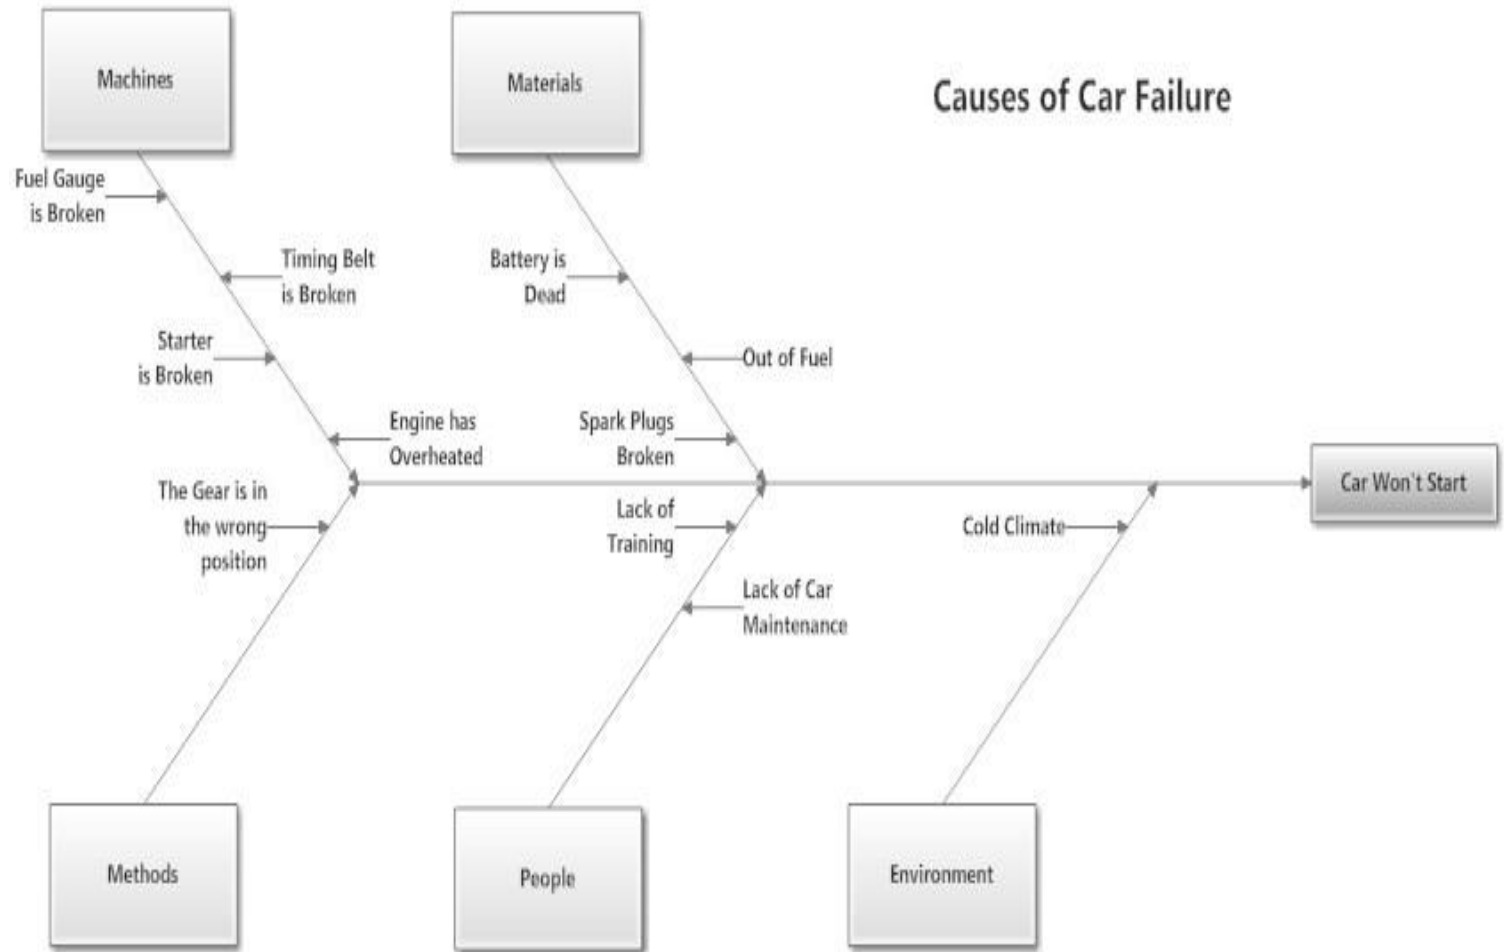 Machines
Materials
Causes of Car Failure
Fuel Gauge
is Broken
Timing Belt
is Broken
Starter
is Broken
Engine has
Overheated
Battery is
Dead
Out of Fuel
Spark Plugs
Broken
Car Won`t Start
The Gear is in
the wrong
position
Lack of
Training
Lack of Car
Maintenance
Cold Climate
Methods
People
Environment